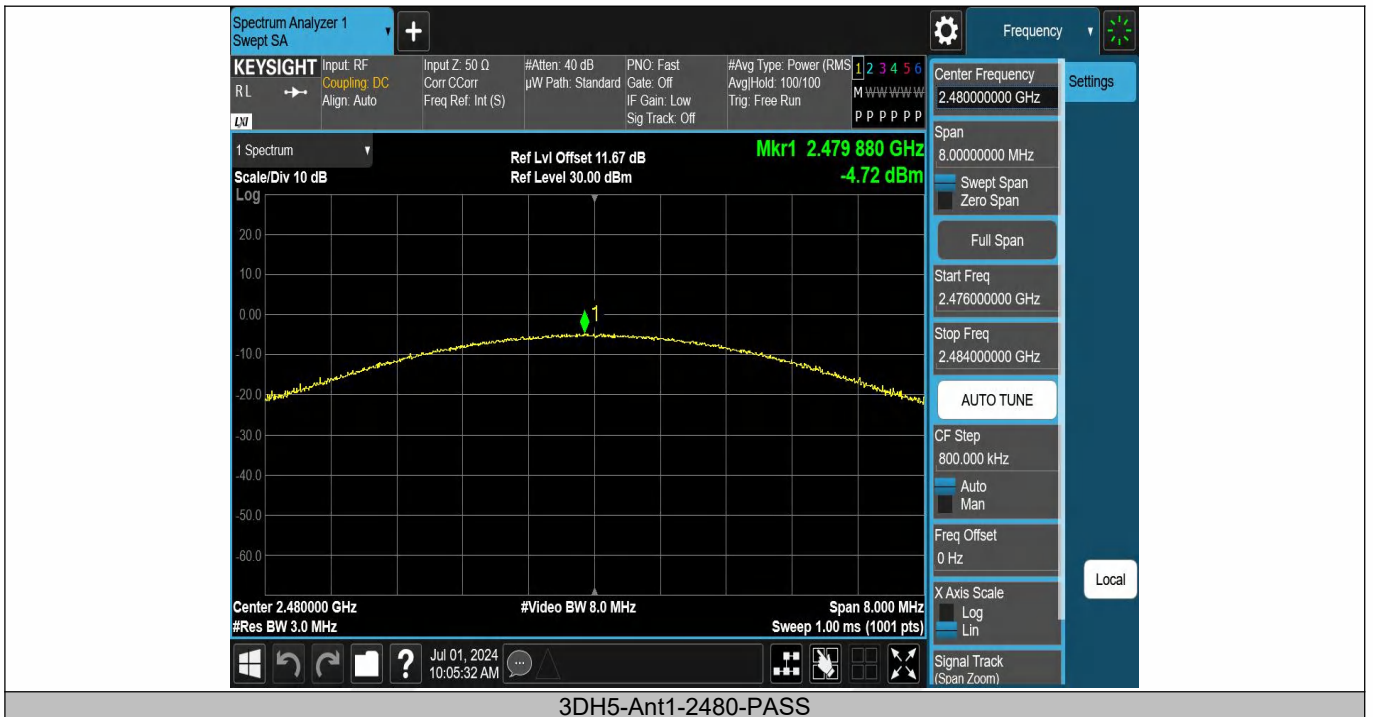 Spectrum Analyzer 1
Swept SA
+
Frequency
KEYSIGHT
RL
LXI
Input: RF
Coupling: DC
Align: Auto
Input Z: 50 Ω
Corr CCorr
Freq Ref: Int (S)
#Atten: 40 dB
µW Path: Standard
PNO: Fast
Gate: Off
IF Gain: Low
Sig Track: Off
#Avg Type: Power (RMS
Avg|Hold: 100/100
Trig: Free Run
1 2 3 4 5 6
M W W W W W
P P P P P P
1 Spectrum
Scale/Div 10 dB
Log
Ref Lvl Offset 11.67 dB
Ref Level 30.00 dBm
Mkr1 2.479 880 GHz
-4.72 dBm
20.0
10.0
0.00
-10.0
-20.0
-30.0
-40.0
-50.0
-60.0
1
Center 2.480000 GHz
#Res BW 3.0 MHz
#Video BW 8.0 MHz
Span 8.000 MHz
Sweep 1.00 ms (1001 pts)
Jul 01, 2024
10:05:32 AM
?
Center Frequency
2.480000000 GHz
Settings
Span
8.00000000 MHz
Swept Span
Zero Span
Full Span
Start Freq
2.476000000 GHz
Stop Freq
2.484000000 GHz
AUTO TUNE
CF Step
800.000 kHz
Auto
Man
Freq Offset
0 Hz
Local
X Axis Scale
Log
Lin
Signal Track
(Span Zoom)
3DH5-Ant1-2480-PASS